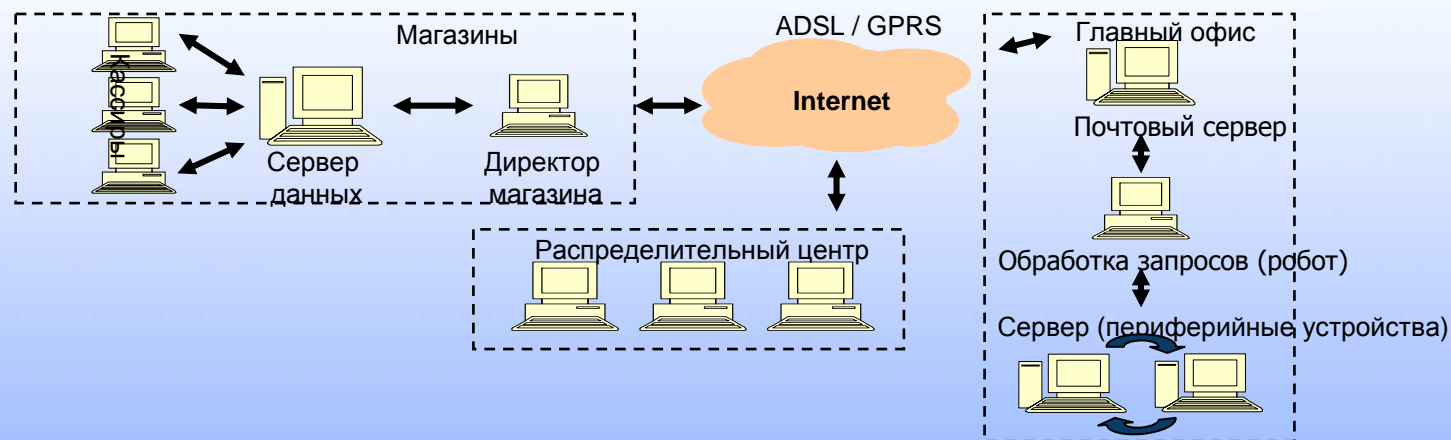 Магазины
Кассиры
Сервер
данных
Директор
магазина
ADSL / GPRS
Internet
Распределительный центр
Главный офис
Почтовый сервер
Обработка запросов (робот)
Сервер (периферийные устройства)